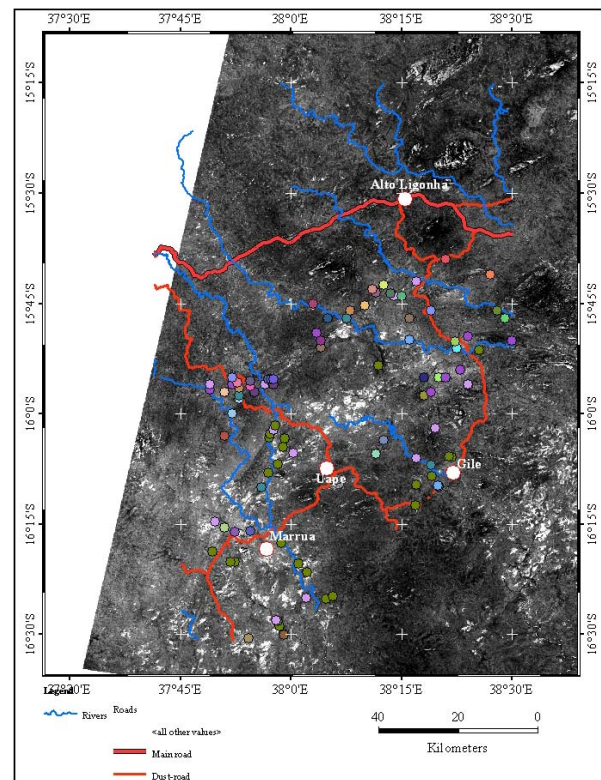 37°30'E 37°45'E 38°0'E 38°15'E 38°30'E
15°15'S 15°15'S
Alto Ligonha
15°30'S 15°30'S
15°45'S 15°45'S
16°0'S 16°0'S
Uape
Gile
16°15'S 16°15'S
Marrua
16°30'S 16°30'S
37°30'E 37°45'E 38°0'E 38°15'E 38°30'E
Legend
Rivers
Roads
<all other values>
Main road
Dust-road
40 20 0
Kilometers